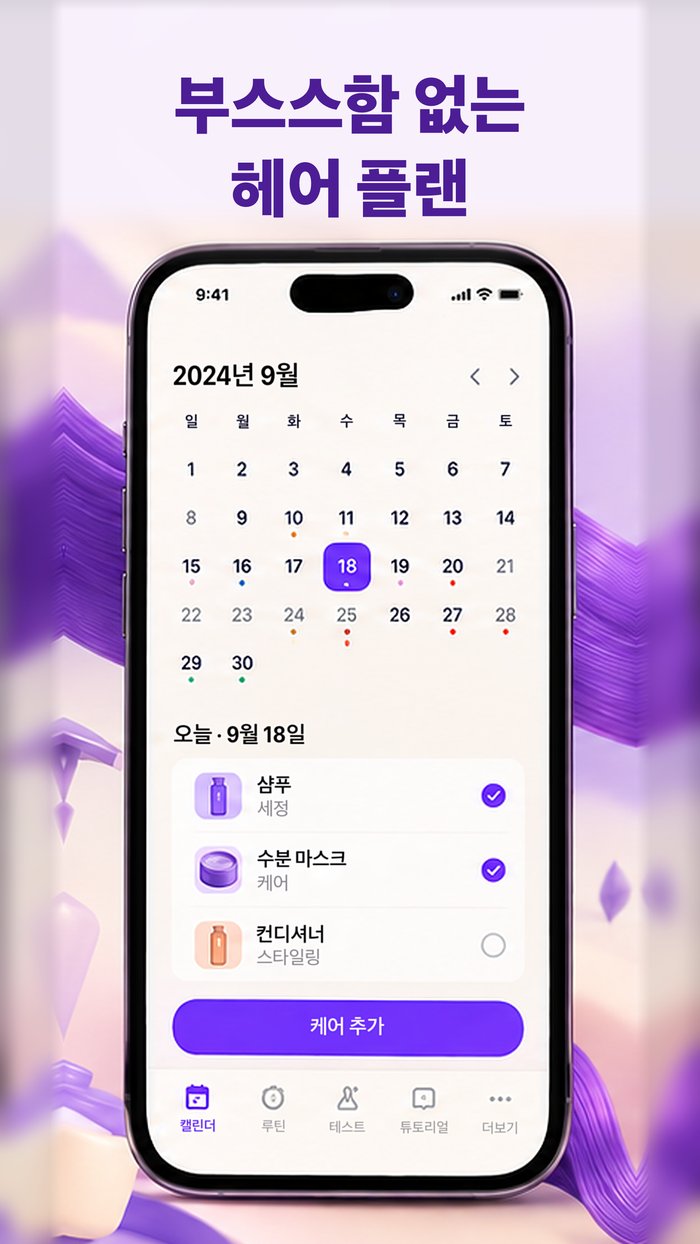 부스스함 없는
헤어 플랜
9:41
2024년 9월
일 월 화 수 목 금 토
1 2 3 4 5 6 7
8 9 10 11 12 13 14
15 16 17 18 19 20 21
22 23 24 25 26 27 28
29 30
오늘 · 9월 18일
샴푸
세정
수분 마스크
케어
컨디셔너
스타일링
케어 추가
캘린더 루틴 테스트 튜토리얼 더보기